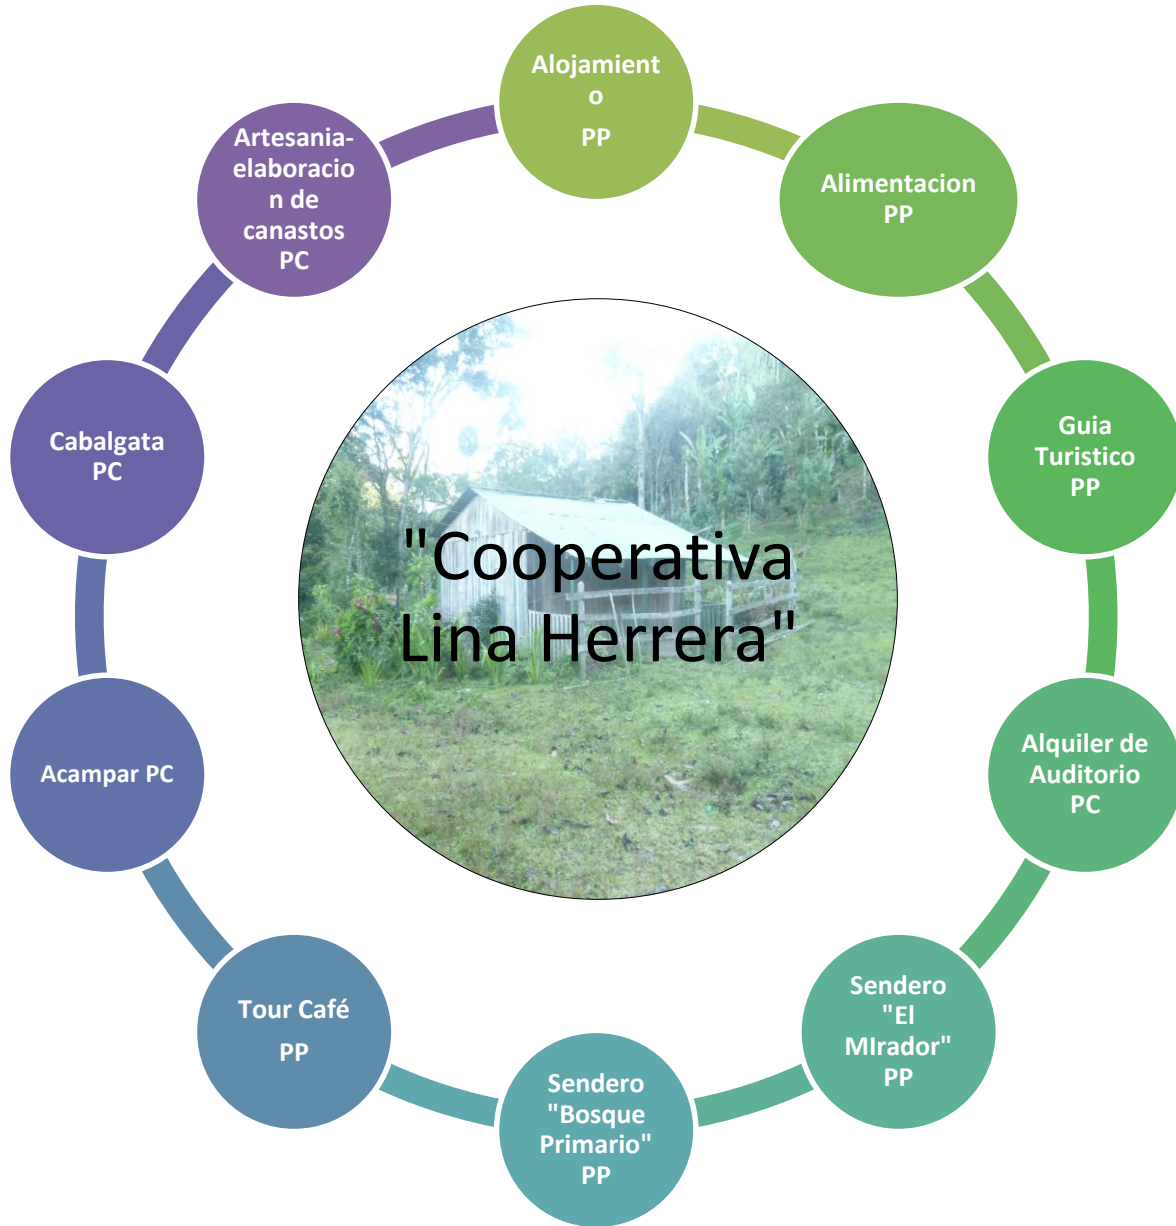 Alojamient
o
PP
Alimentacion
PP
Guia
Turistico
PP
Alquiler de
Auditorio
PC
Sendero
"El
MIrador"
PP
Sendero
"Bosque
Primario"
PP
Tour Café
PP
Acampar PC
Cabalgata
PC
Artesania-
elaboracio
n de
canastos
PC
"Cooperativa
Lina Herrera"